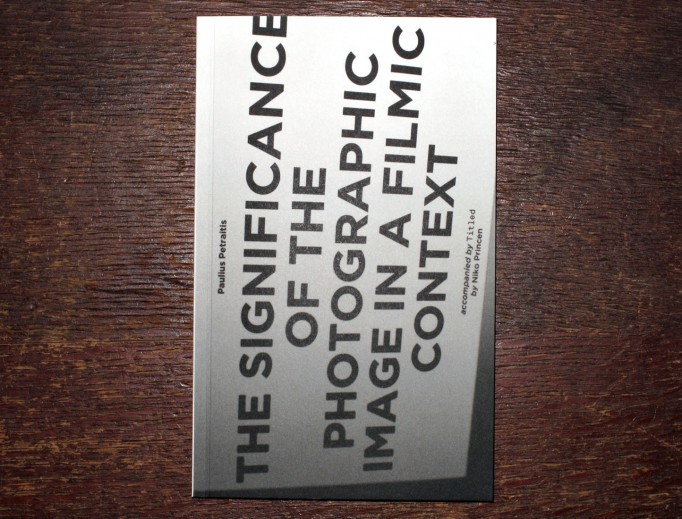 Paulius Petraitis
THE SIGNIFICANCE
OF THE
PHOTOGRAPHIC
IMAGE IN A FILMIC
CONTEXT
accompanied by Titled
by Niko Princen